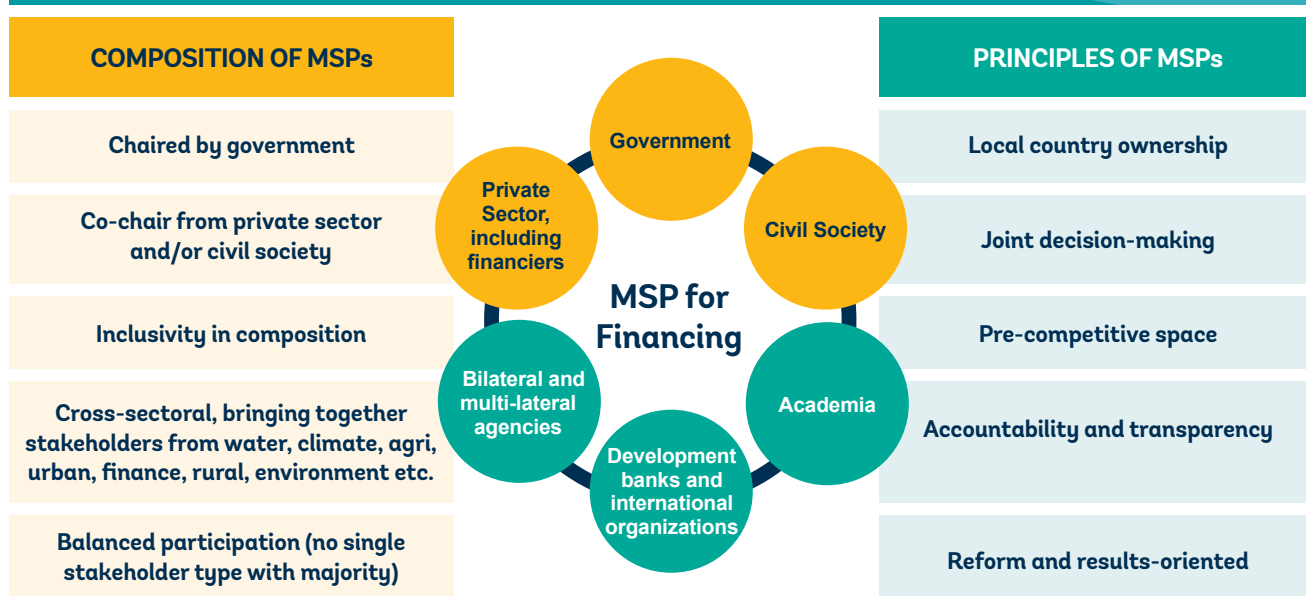 COMPOSITION OF MSPs
Chaired by government
Co-chair from private sector
and/or civil society
Inclusivity in composition
Cross-sectoral, bringing together
stakeholders from water, climate, agri,
urban, finance, rural, environment etc.
Balanced participation (no single
stakeholder type with majority)
Government
Private
Sector,
including
financiers
Civil Society
MSP for
Financing
Bilateral and
multi-lateral
agencies
Academia
Development
banks and
international
organizations
PRINCIPLES OF MSPs
Local country ownership
Joint decision-making
Pre-competitive space
Accountability and transparency
Reform and results-oriented